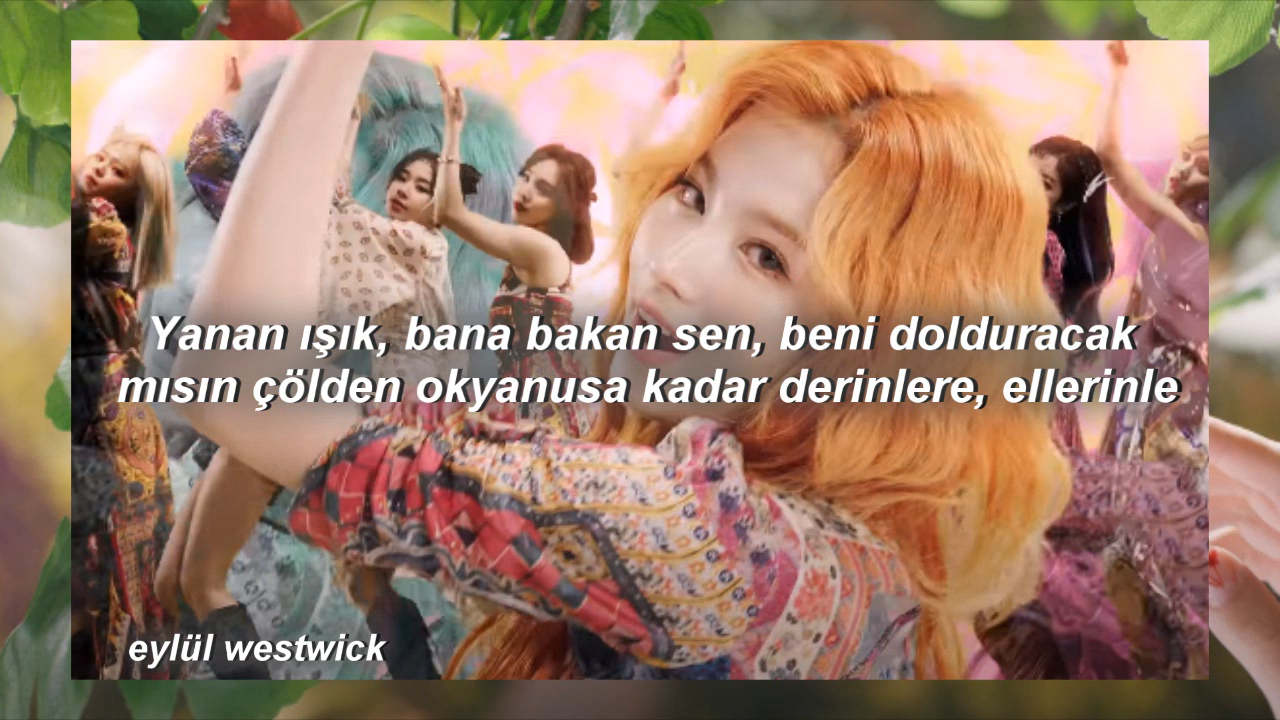 Yanan ışık, bana bakan sen, beni dolduracak
mısın çölden okyanusa kadar derinlere, ellerinle
eylül westwick